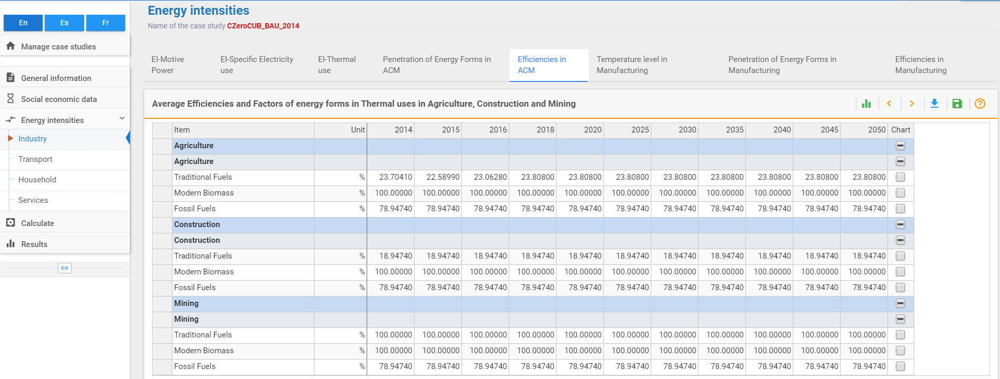 En Es Fr
Manage case studies
General information
Social economic data
Energy intensities
Industry
Transport
Household
Services
Calculate
Results
Energy intensities
Name of the case study CZeroCUB_BAU_2014
EI-Motive
Power
EI-Specific Electricity
use
EI-Thermal
use
Penetration of Energy Forms in
ACM
Efficiencies in
ACM
Temperature level in
Manufacturing
Penetration of Energy Forms in
Manufacturing
Efficiencies in
Manufacturing
Average Efficiencies and Factors of energy forms in Thermal uses in Agriculture, Construction and Mining
Item Unit 2014 2015 2016 2018 2020 2025 2030 2035 2040 2045 2050 Chart
Agriculture
Agriculture
Traditional Fuels % 23.70410 22.58990 23.06280 23.80800 23.80800 23.80800 23.80800 23.80800 23.80800 23.80800 23.80800
Modern Biomass % 100.00000 100.00000 100.00000 100.00000 100.00000 100.00000 100.00000 100.00000 100.00000 100.00000 100.00000
Fossil Fuels % 78.94740 78.94740 78.94740 78.94740 78.94740 78.94740 78.94740 78.94740 78.94740 78.94740 78.94740
Construction
Construction
Traditional Fuels % 18.94740 18.94740 18.94740 18.94740 18.94740 18.94740 18.94740 18.94740 18.94740 18.94740 18.94740
Modern Biomass % 100.00000 100.00000 100.00000 100.00000 100.00000 100.00000 100.00000 100.00000 100.00000 100.00000 100.00000
Fossil Fuels % 78.94740 78.94740 78.94740 78.94740 78.94740 78.94740 78.94740 78.94740 78.94740 78.94740 78.94740
Mining
Mining
Traditional Fuels % 100.00000 100.00000 100.00000 100.00000 100.00000 100.00000 100.00000 100.00000 100.00000 100.00000 100.00000
Modern Biomass % 100.00000 100.00000 100.00000 100.00000 100.00000 100.00000 100.00000 100.00000 100.00000 100.00000 100.00000
Fossil Fuels % 78.94740 78.94740 78.94740 78.94740 78.94740 78.94740 78.94740 78.94740 78.94740 78.94740 78.94740